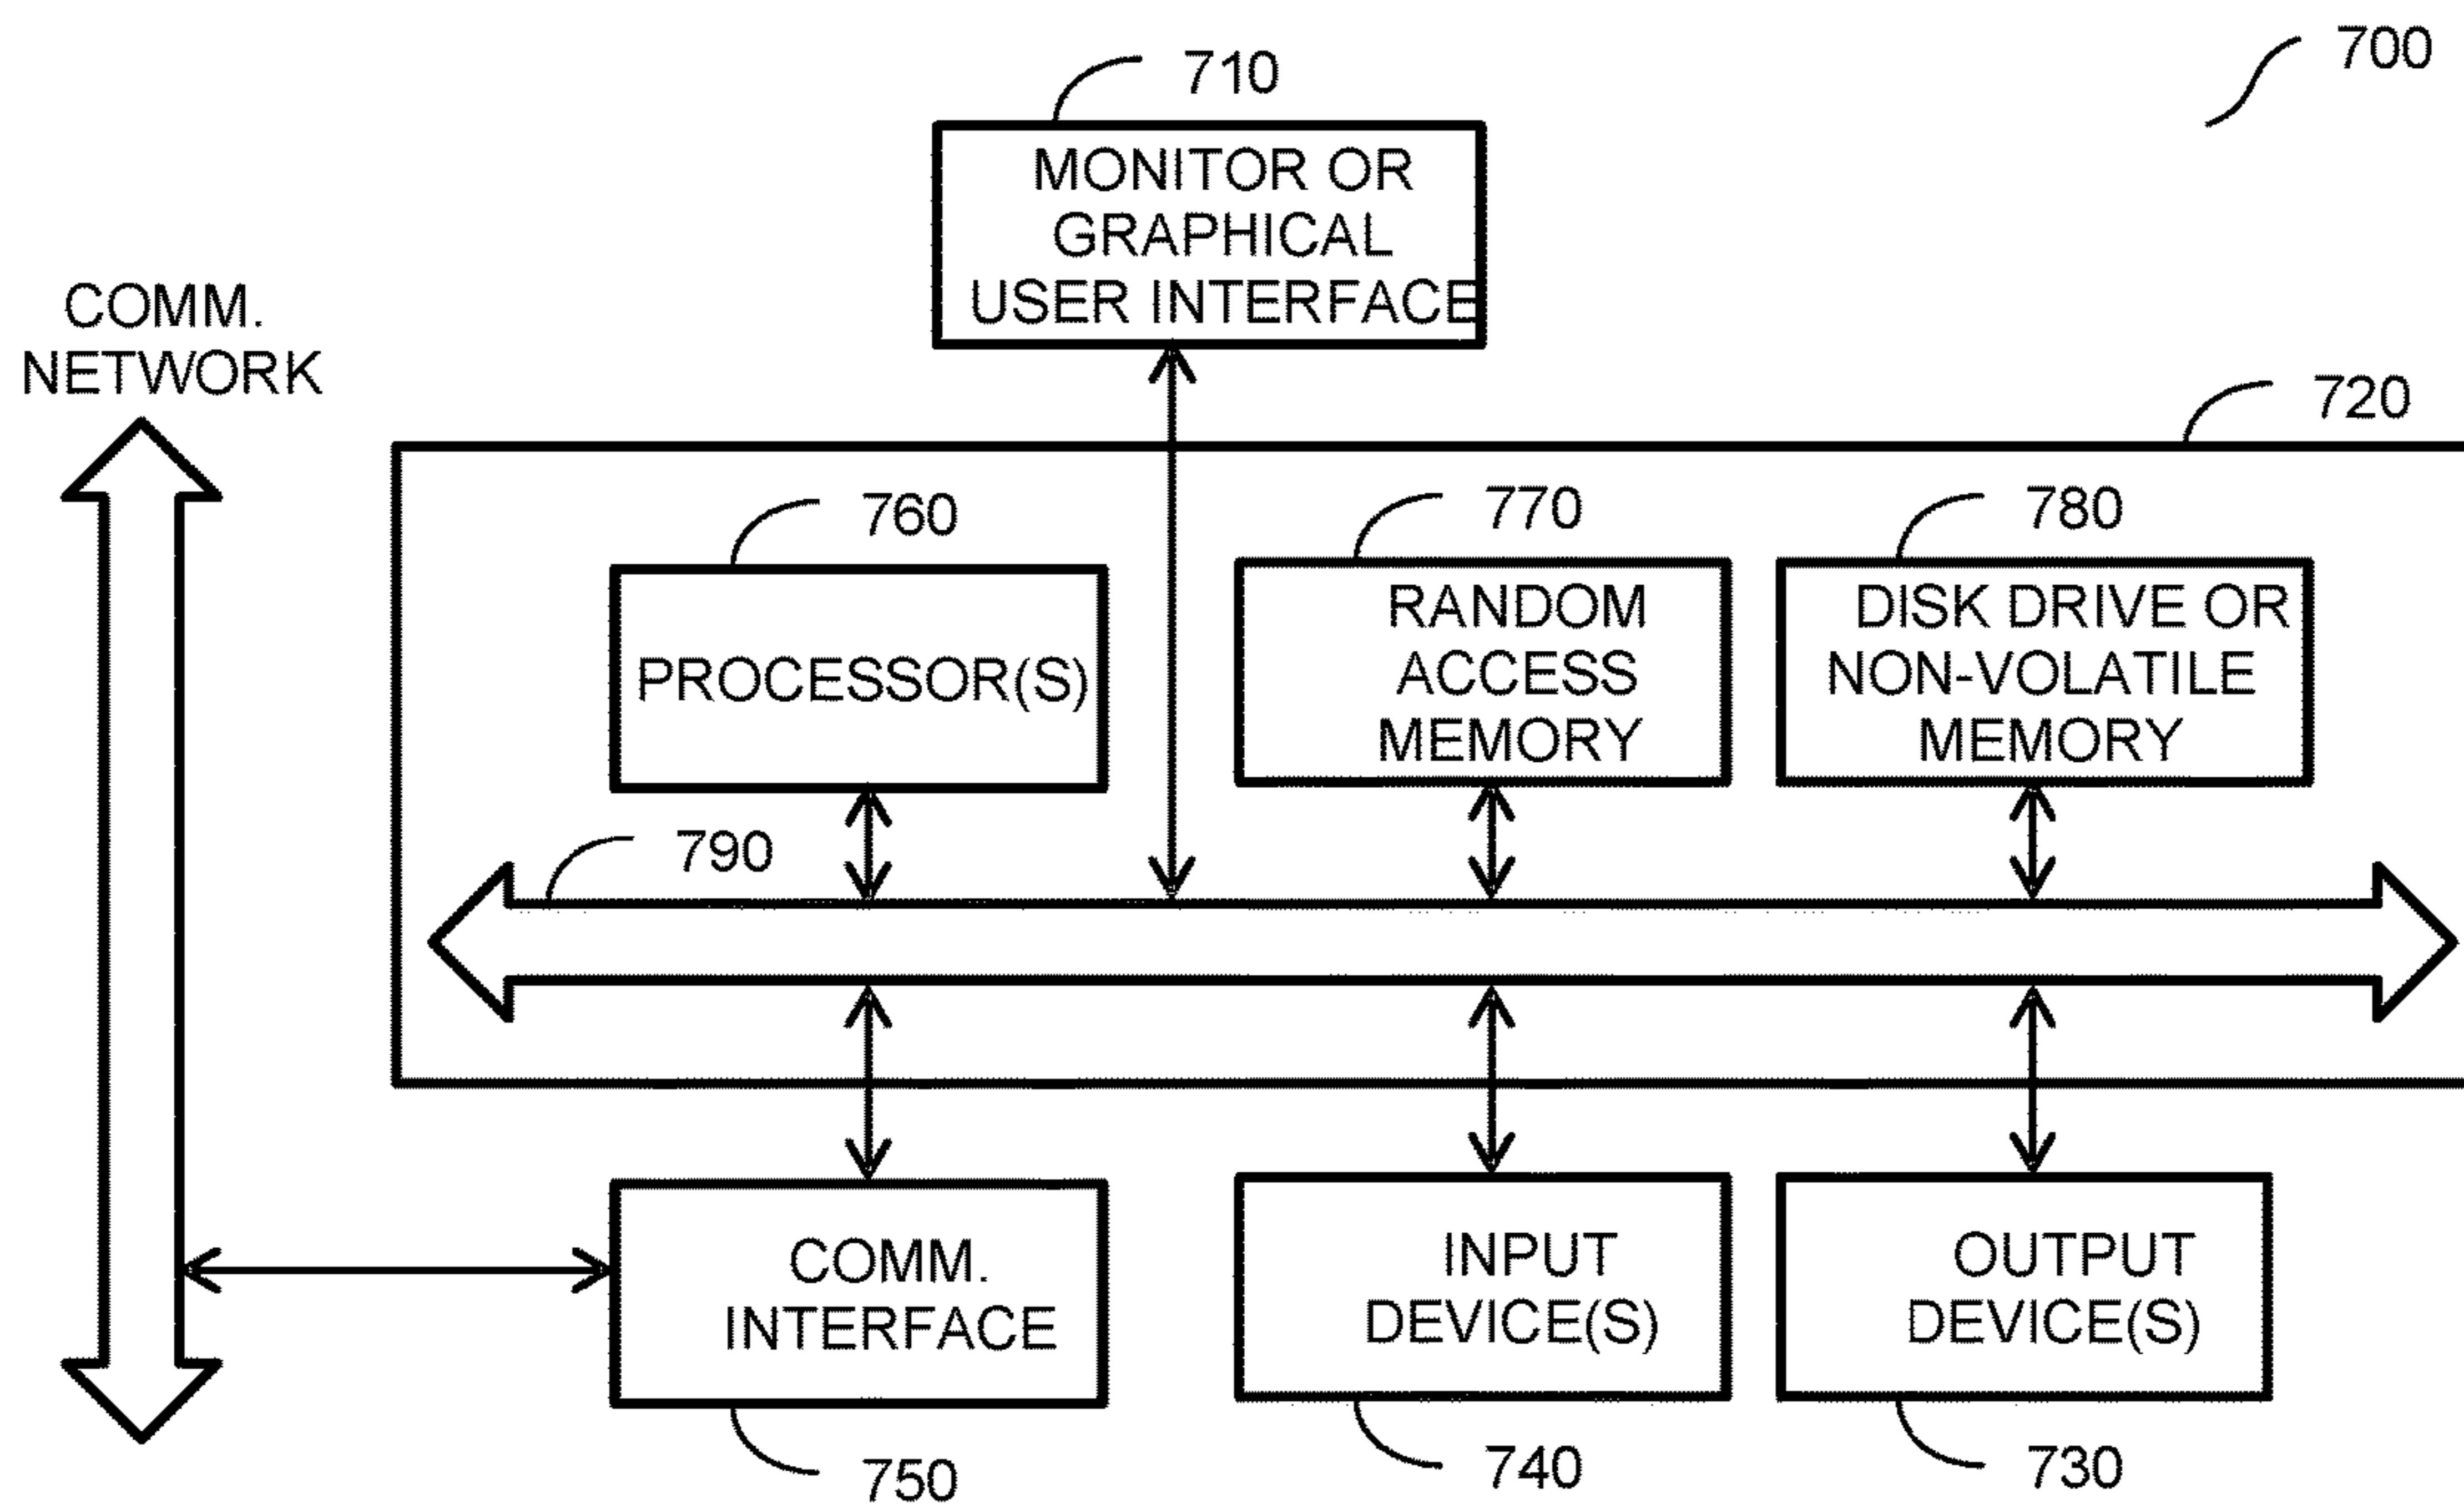 700
710
MONITOR OR
GRAPHICAL
USER INTERFACE
COMM.
NETWORK
720
760
770
780
PROCESSOR(S)
RANDOM
ACCESS
MEMORY
DISK DRIVE OR
NON-VOLATILE
MEMORY
790
COMM.
INTERFACE
INPUT
DEVICE(S)
OUTPUT
DEVICE(S)
750
740
730